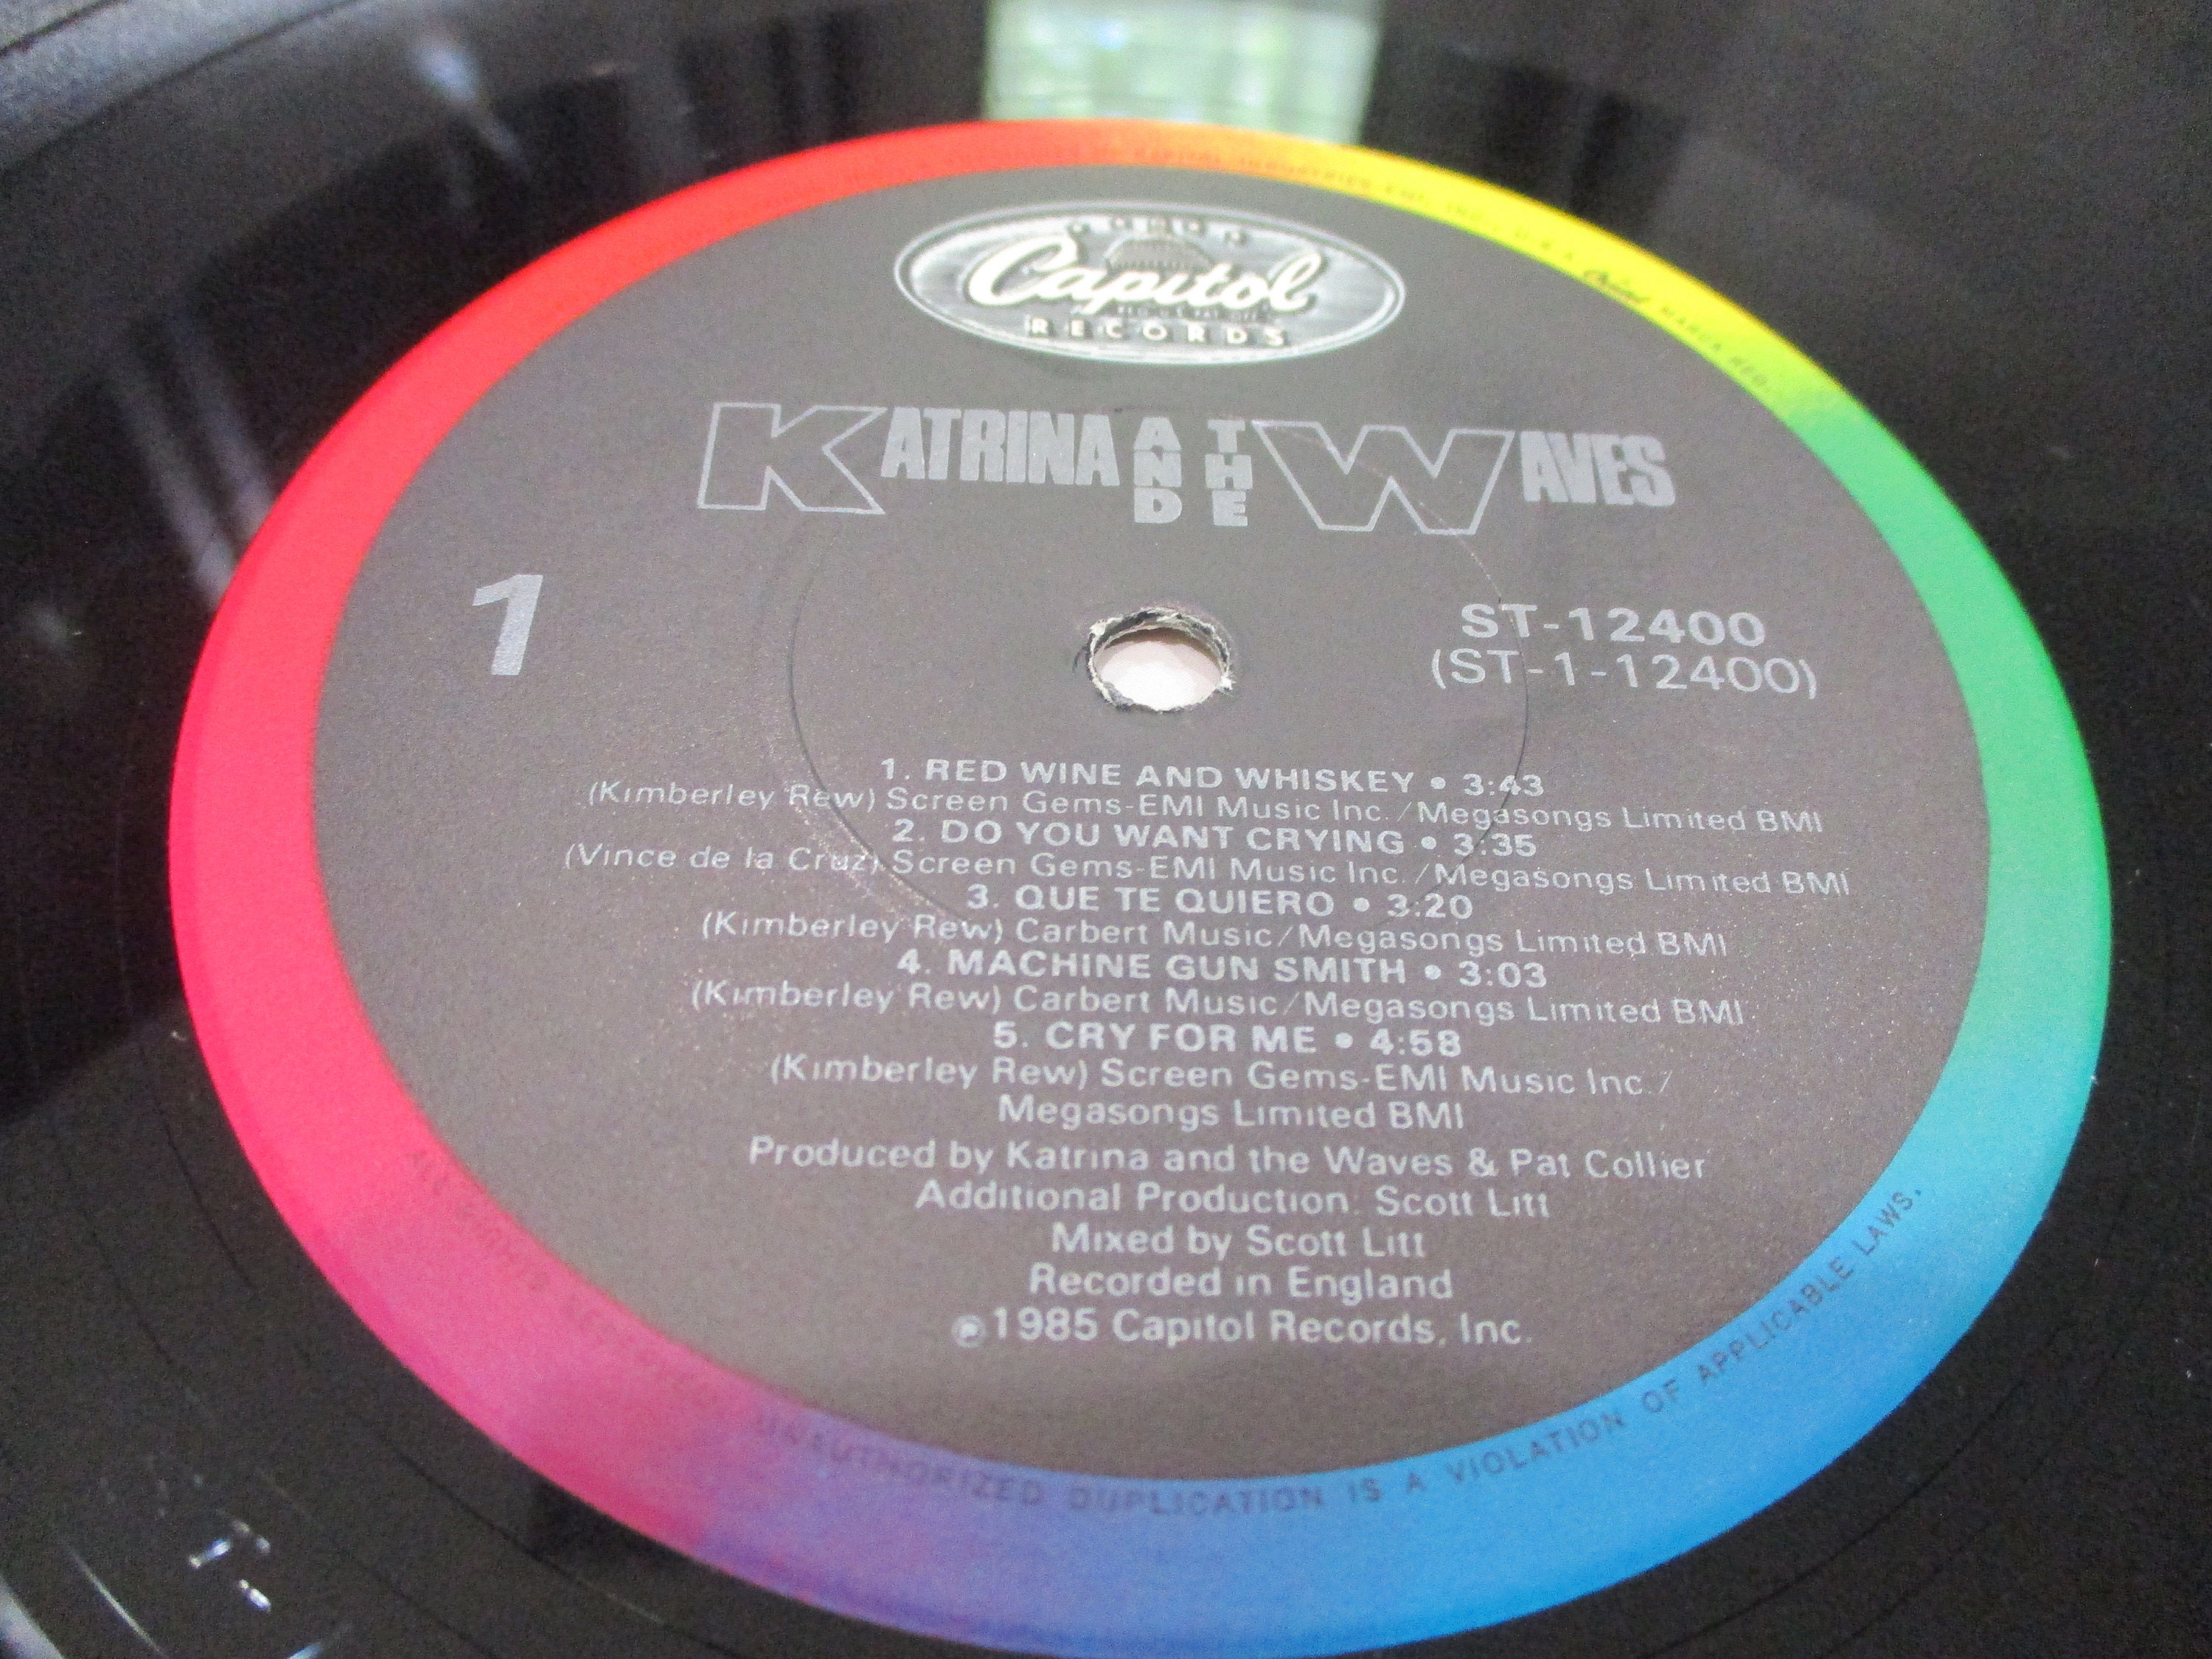 Capitol
RECORDS
KATRINA AND THE WAVES
1
ST-12400
(ST-1-12400)
1. RED WINE AND WHISKEY • 3:43
(Kimberley Rew) Screen Gems-EMI Music Inc./Megasongs Limited BMI
2. DO YOU WANT CRYING • 3:35
(Vince de la Cruz) Screen Gems-EMI Music Inc./Megasongs Limited BMI
3. QUE TE QUIERO • 3:20
(Kimberley Rew) Carbert Music/Megasongs Limited BMI
4. MACHINE GUN SMITH • 3:03
(Kimberley Rew) Carbert Music/Megasongs Limited BMI
5. CRY FOR ME • 4:58
(Kimberley Rew) Screen Gems-EMI Music Inc./
Megasongs Limited BMI
Produced by Katrina and the Waves & Pat Collier
Additional Production: Scott Litt
Mixed by Scott Litt
Recorded in England
℗1985 Capitol Records, Inc.
Capitol MARCA REG.
ALL RIGHTS RESERVED. UNAUTHORIZED DUPLICATION IS A VIOLATION OF APPLICABLE LAWS.